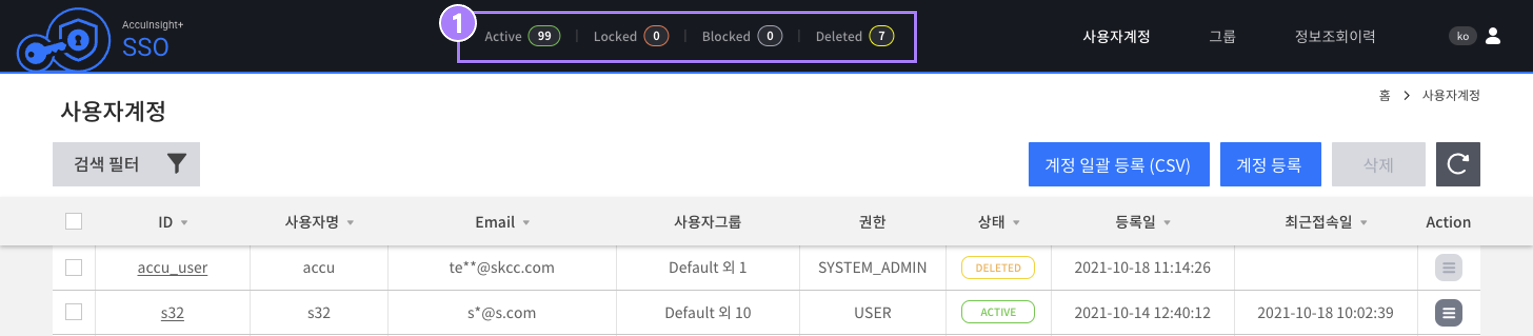 AccuInsight+
SSO
1
Active 99 Locked 0 Blocked 0 Deleted 7
사용자계정 그룹 정보조회이력 ko
홈 > 사용자계정
사용자계정
검색 필터 계정 일괄 등록 (CSV) 계정 등록 삭제
ID 사용자명 Email 사용자그룹 권한 상태 등록일 최근접속일 Action
accu_user accu te**@skcc.com Default 외 1 SYSTEM_ADMIN DELETED 2021-10-18 11:14:26
s32 s32 s*@s.com Default 외 10 USER ACTIVE 2021-10-14 12:40:12 2021-10-18 10:02:39